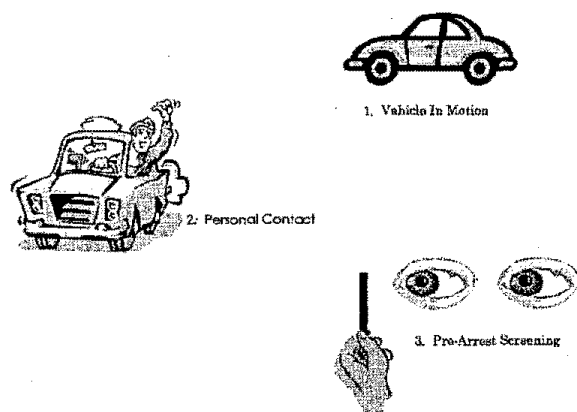 1. Vehicle In Motion
2. Personal Contact
3. Pre-Arrest Screening